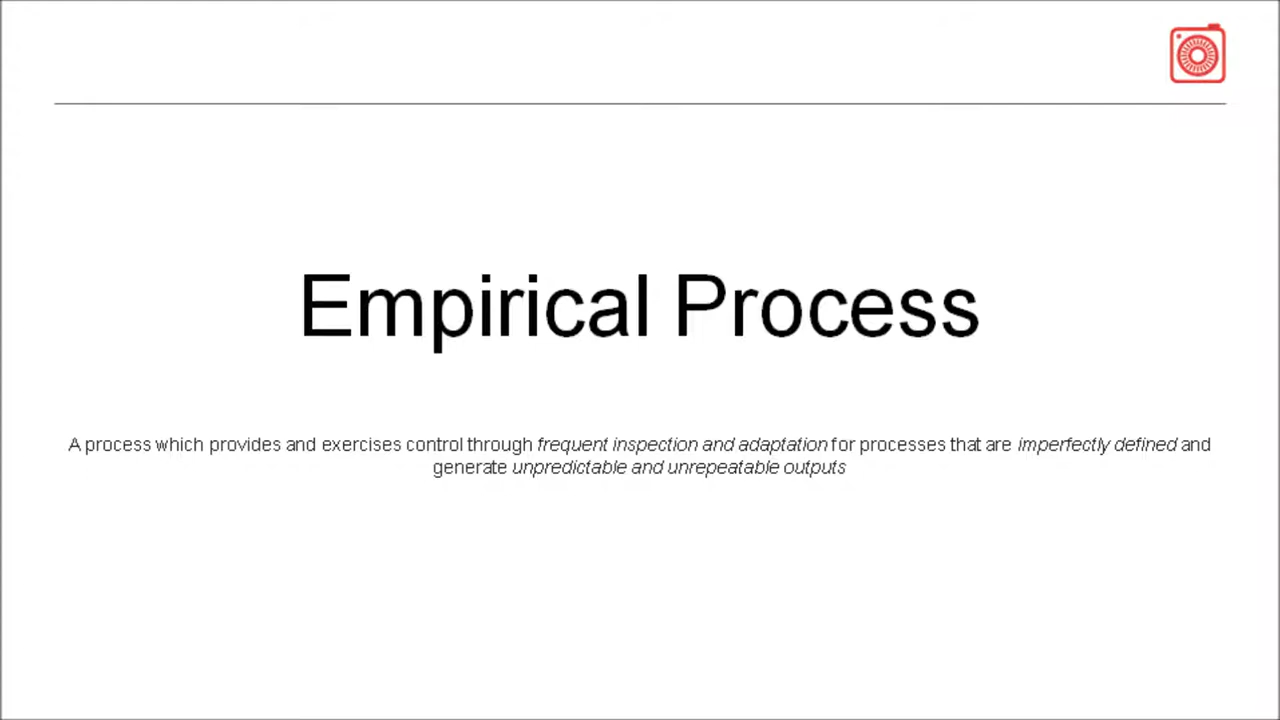 Empirical Process
A process which provides and exercises control through frequent inspection and adaptation for processes that are imperfectly defined and
generate unpredictable and unrepeatable outputs